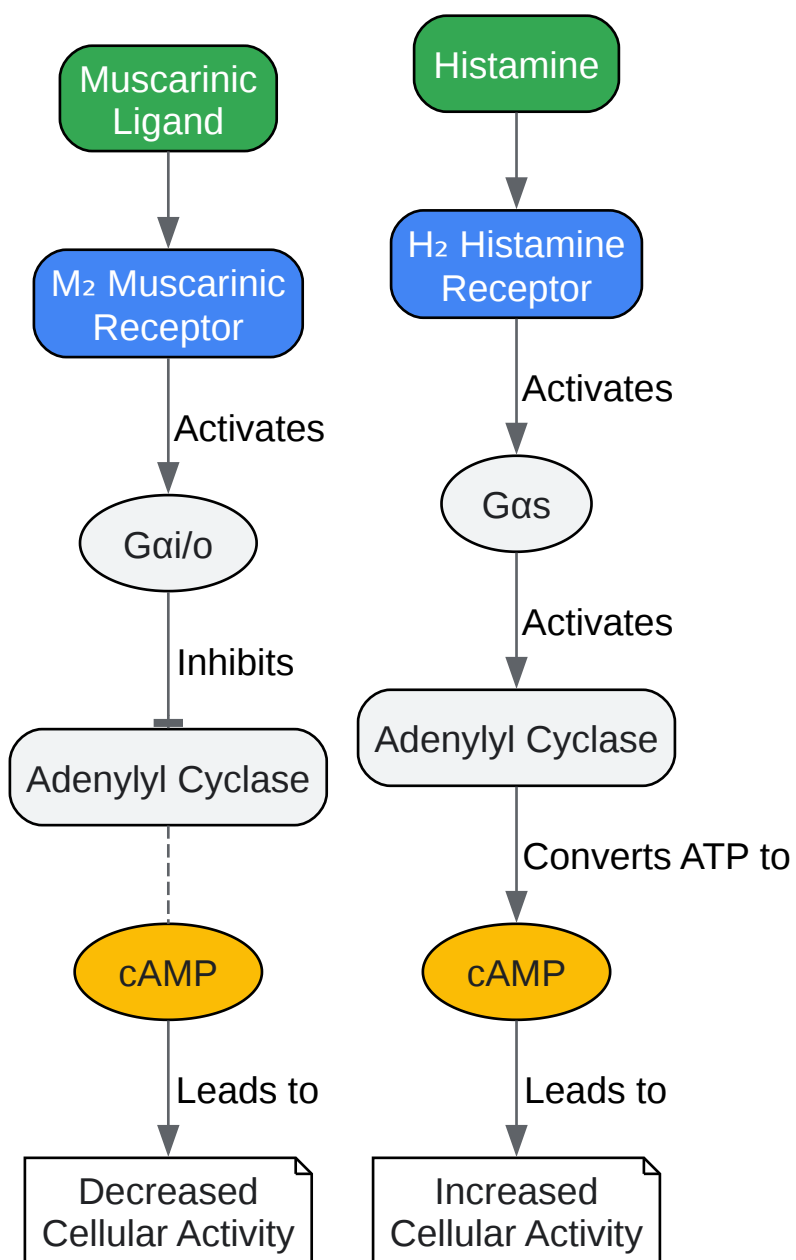 Muscarinic
Ligand
M₂ Muscarinic
Receptor
Activates
Gαi/o
Inhibits
Adenylyl Cyclase
cAMP
Leads to
Decreased
Cellular Activity
Histamine
H₂ Histamine
Receptor
Activates
Gαs
Activates
Adenylyl Cyclase
Converts ATP to
cAMP
Leads to
Increased
Cellular Activity